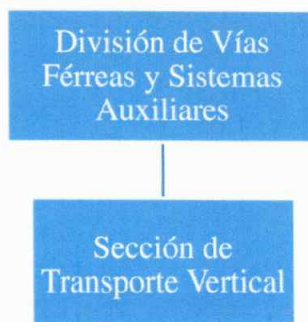 División de Vías
Férreas y Sistemas
Auxiliares
Sección de
Transporte Vertical